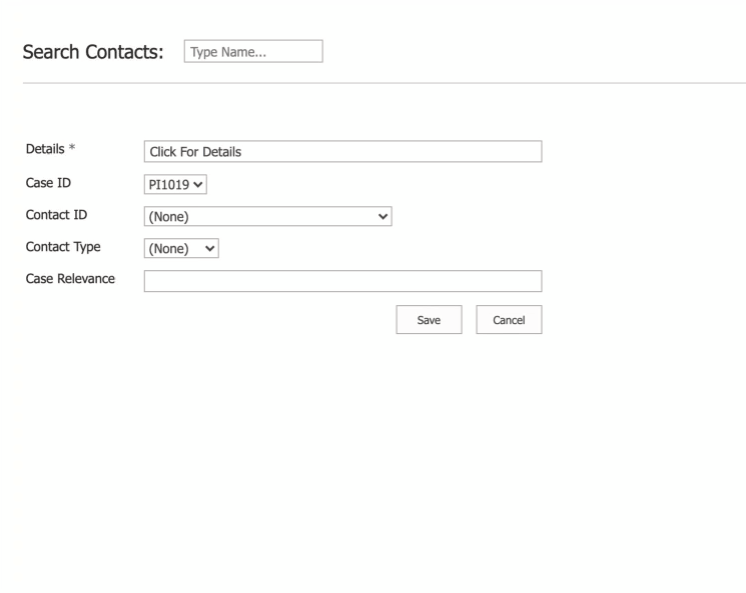 Search Contacts: Type Name...
Details * Click For Details
Case ID PI1019
Contact ID (None)
Contact Type (None)
Case Relevance
Save Cancel